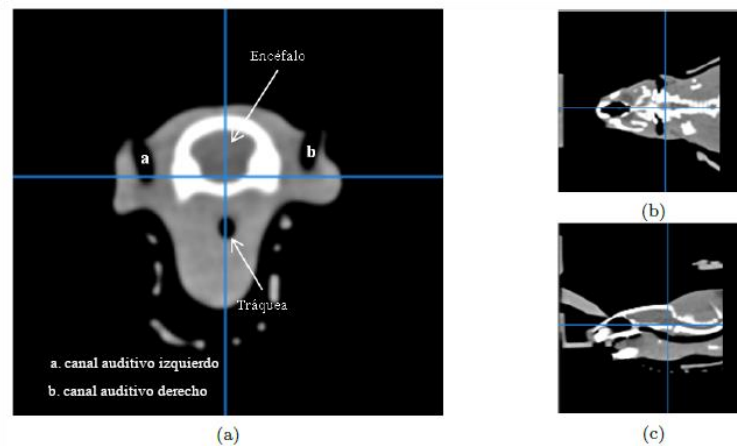 Encéfalo
a
b
Tráquea
a. canal auditivo izquierdo
b. canal auditivo derecho
(a)
(b)
(c)